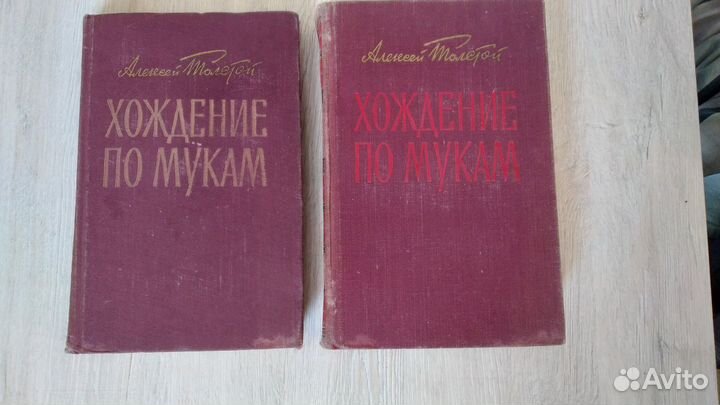 Алексей Толстой
ХОЖДЕНИЕ
ПО МУКАМ
Алексей Толстой
ХОЖДЕНИЕ
ПО МУКАМ
Avito